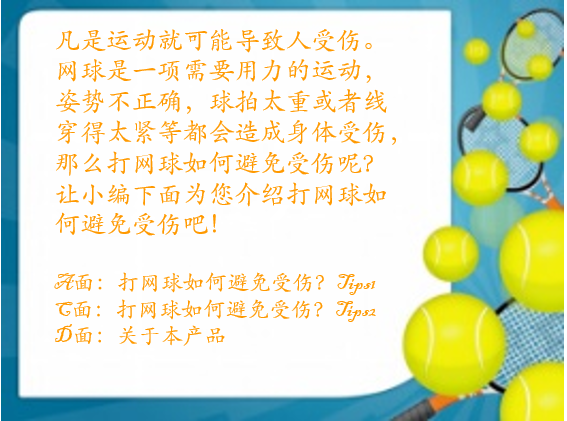 凡是运动就可能导致人受伤。
网球是一项需要用力的运动，
姿势不正确，球拍太重或者线
穿得太紧等都会造成身体受伤，
那么打网球如何避免受伤呢？
让小编下面为您介绍打网球如
何避免受伤吧！
A面：打网球如何避免受伤？Tips1
C面：打网球如何避免受伤？Tips2
D面：关于本产品